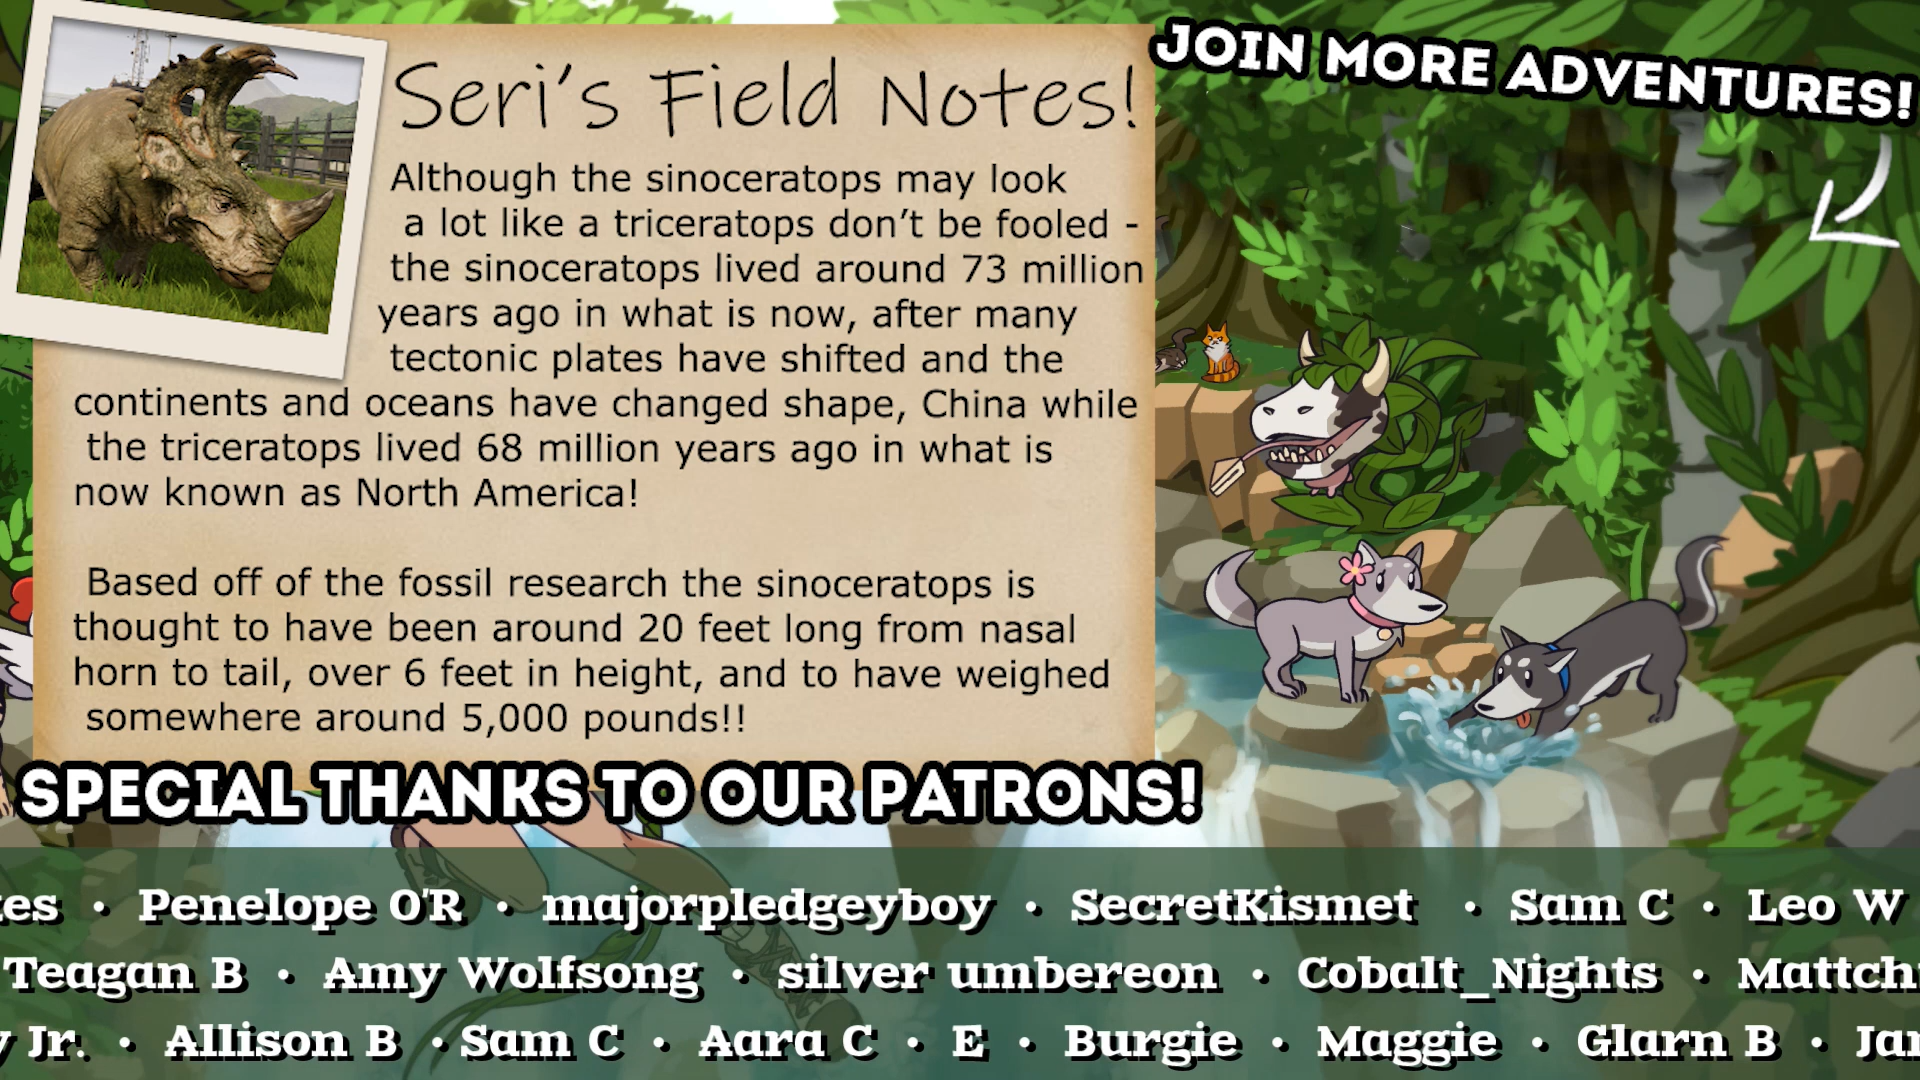 Seri's Field Notes!
JOIN MORE ADVENTURES!
Although the sinoceratops may look
a lot like a triceratops don't be fooled -
the sinoceratops lived around 73 million
years ago in what is now, after many
tectonic plates have shifted and the
continents and oceans have changed shape, China while
the triceratops lived 68 million years ago in what is
now known as North America!
Based off of the fossil research the sinoceratops is
thought to have been around 20 feet long from nasal
horn to tail, over 6 feet in height, and to have weighed
somewhere around 5,000 pounds!!
SPECIAL THANKS TO OUR PATRONS!
• Penelope O'R • majorpledgeyboy • SecretKismet • Sam C • Leo W
Teagan B • Amy Wolfsong • silver umbereon • Cobalt_Nights •
Jr. • Allison B • Sam C • Aara C • E • Burgie • Maggie • Glarn B •